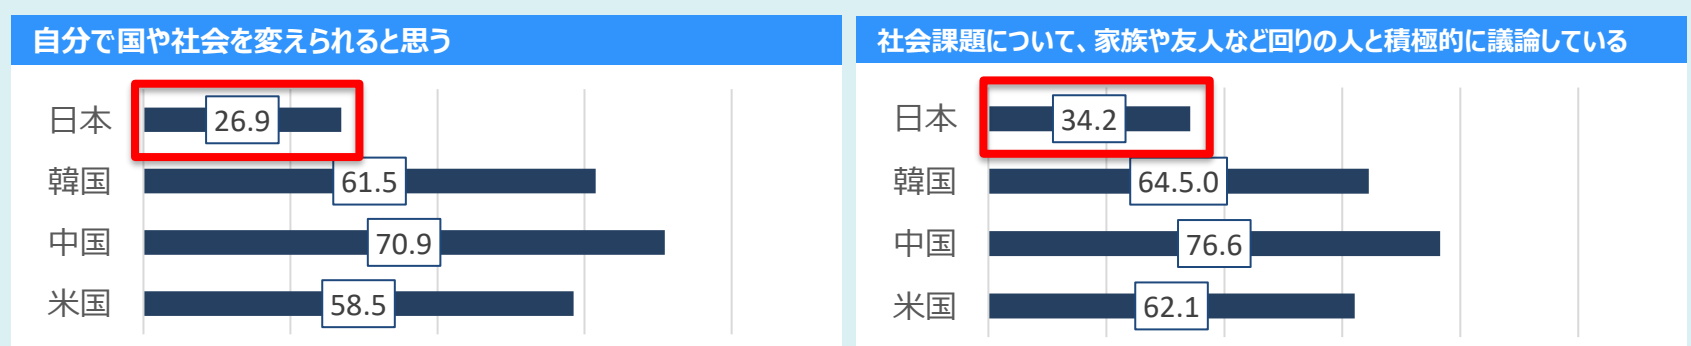 自分で国や社会を変えられると思う
日本 26.9
韓国 61.5
中国 70.9
米国 58.5
社会課題について、家族や友人など回りの人と積極的に議論している
日本 34.2
韓国 64.5.0
中国 76.6
米国 62.1